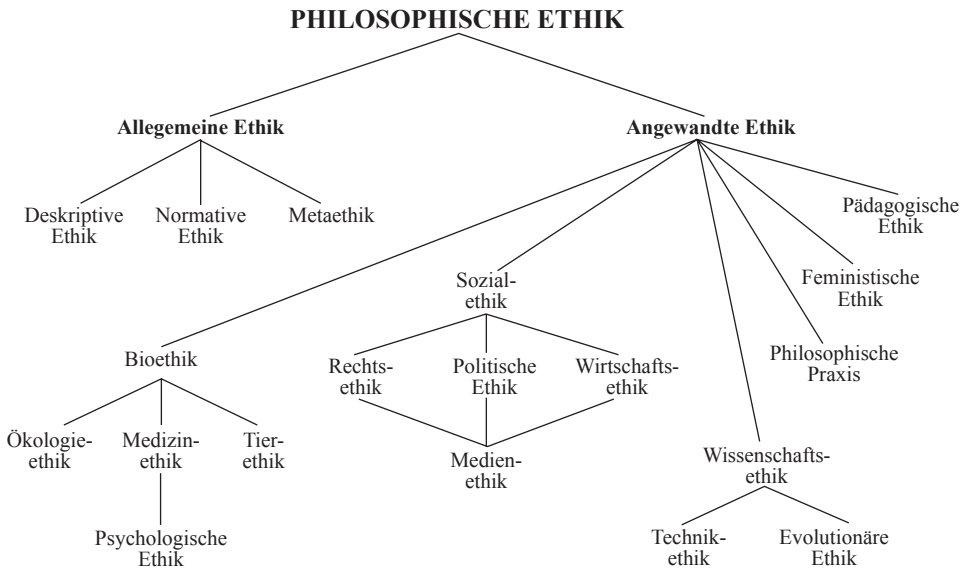 PHILOSOPHISCHE ETHIK
Allegemeine Ethik
Angewandte Ethik
Deskriptive
Ethik
Normative
Ethik
Metaethik
Pädagogische
Ethik
Feministische
Ethik
Sozial-
ethik
Philosophische
Praxis
Bioethik
Rechts-
ethik
Politische
Ethik
Wirtschafts-
ethik
Ökologie-
ethik
Medizin-
ethik
Tier-
ethik
Medien-
ethik
Wissenschafts-
ethik
Psychologische
Ethik
Technik-
ethik
Evolutionäre
Ethik